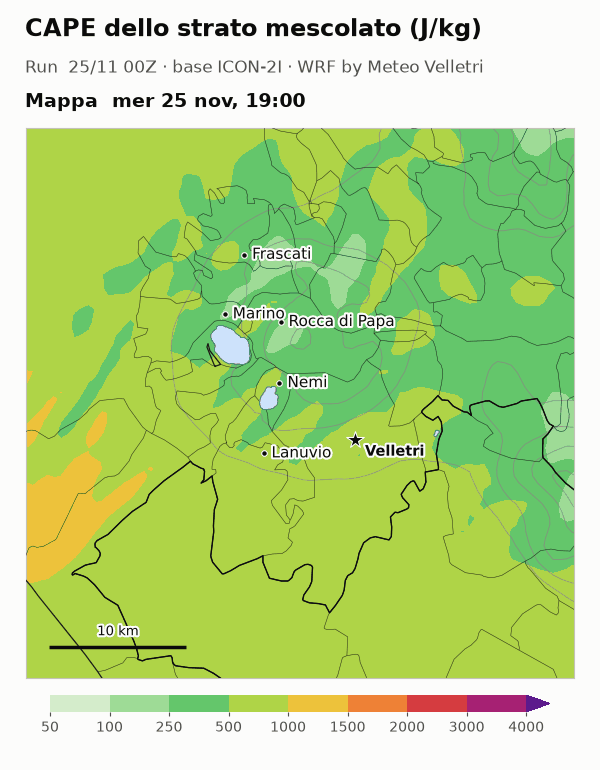 CAPE dello strato mescolato (J/kg)
Run  25/11 00Z · base ICON-2I · WRF by Meteo Velletri
Mappa  mer 25 nov, 19:00
Frascati
Marino
Rocca di Papa
Nemi
Lanuvio
Velletri
10 km
50 100 250 500 1000 1500 2000 3000 4000